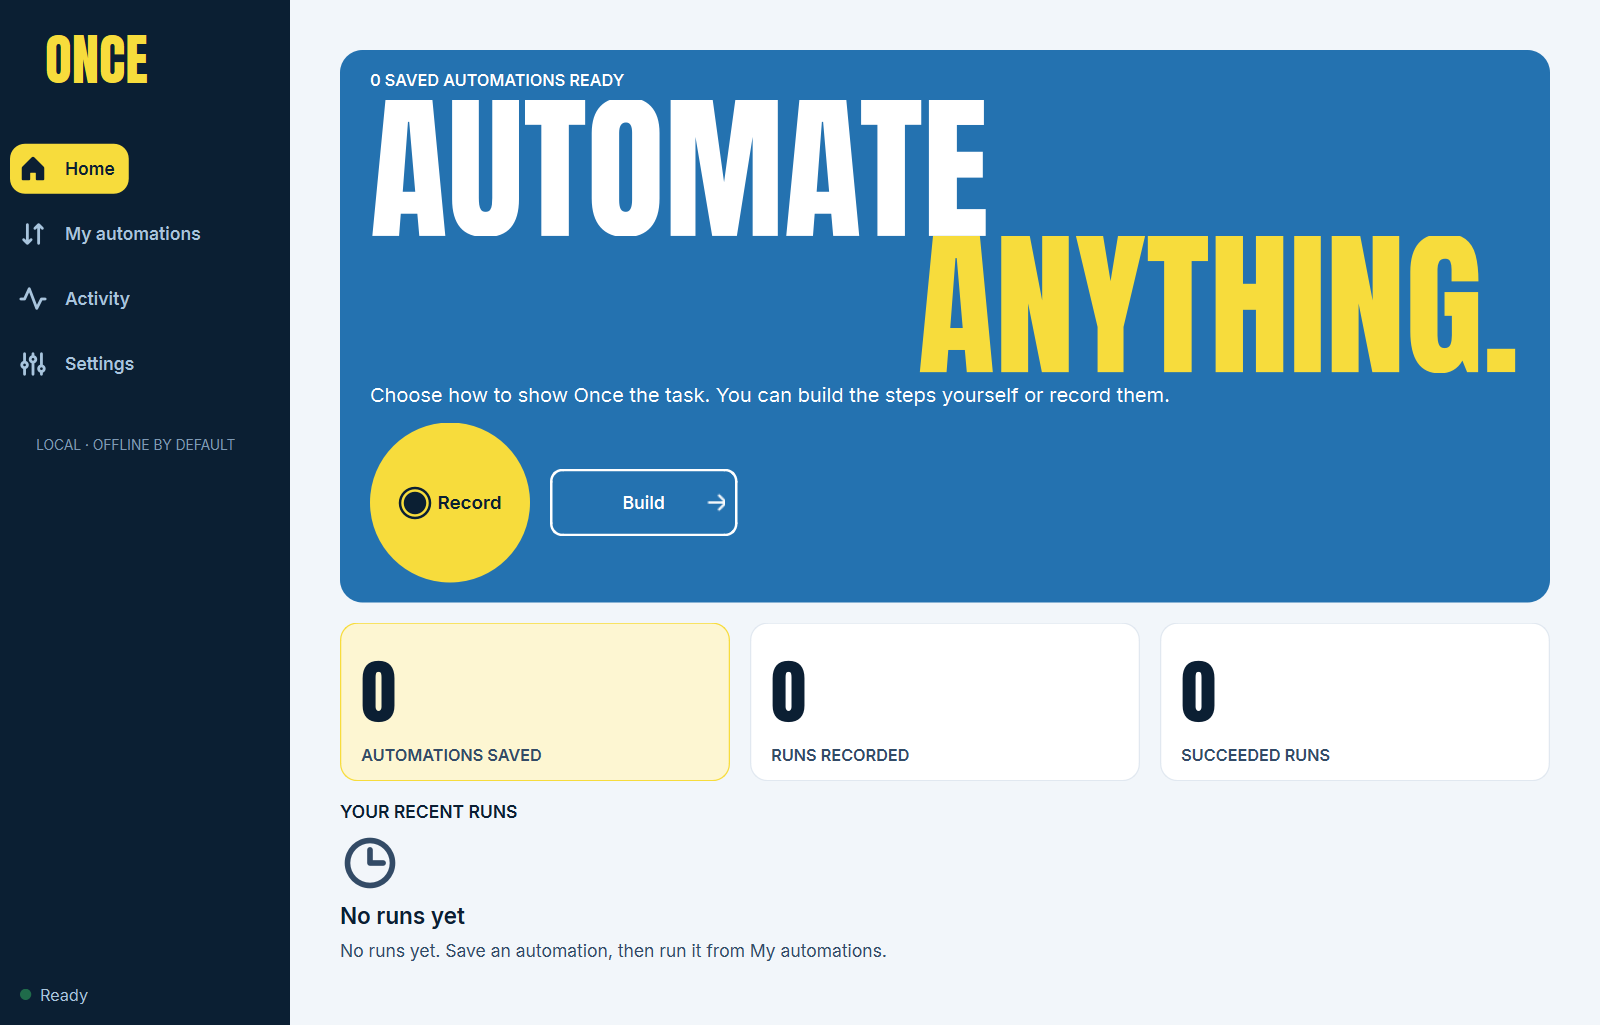 ONCE
Home
My automations
Activity
Settings
LOCAL · OFFLINE BY DEFAULT
Ready
0 SAVED AUTOMATIONS READY
AUTOMATE
ANYTHING.
Choose how to show Once the task. You can build the steps yourself or record them.
Record
Build
0
AUTOMATIONS SAVED
0
RUNS RECORDED
0
SUCCEEDED RUNS
YOUR RECENT RUNS
No runs yet
No runs yet. Save an automation, then run it from My automations.